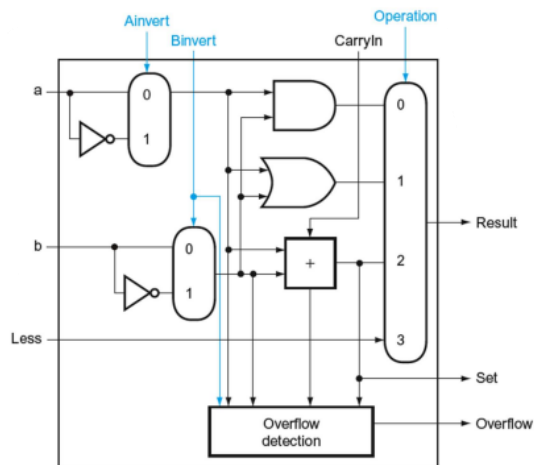 Operation
Ainvert
Binvert
CarryIn
a
0
1
0
1
Result
b
0
1
+
2
Less
3
Set
Overflow
detection
Overflow